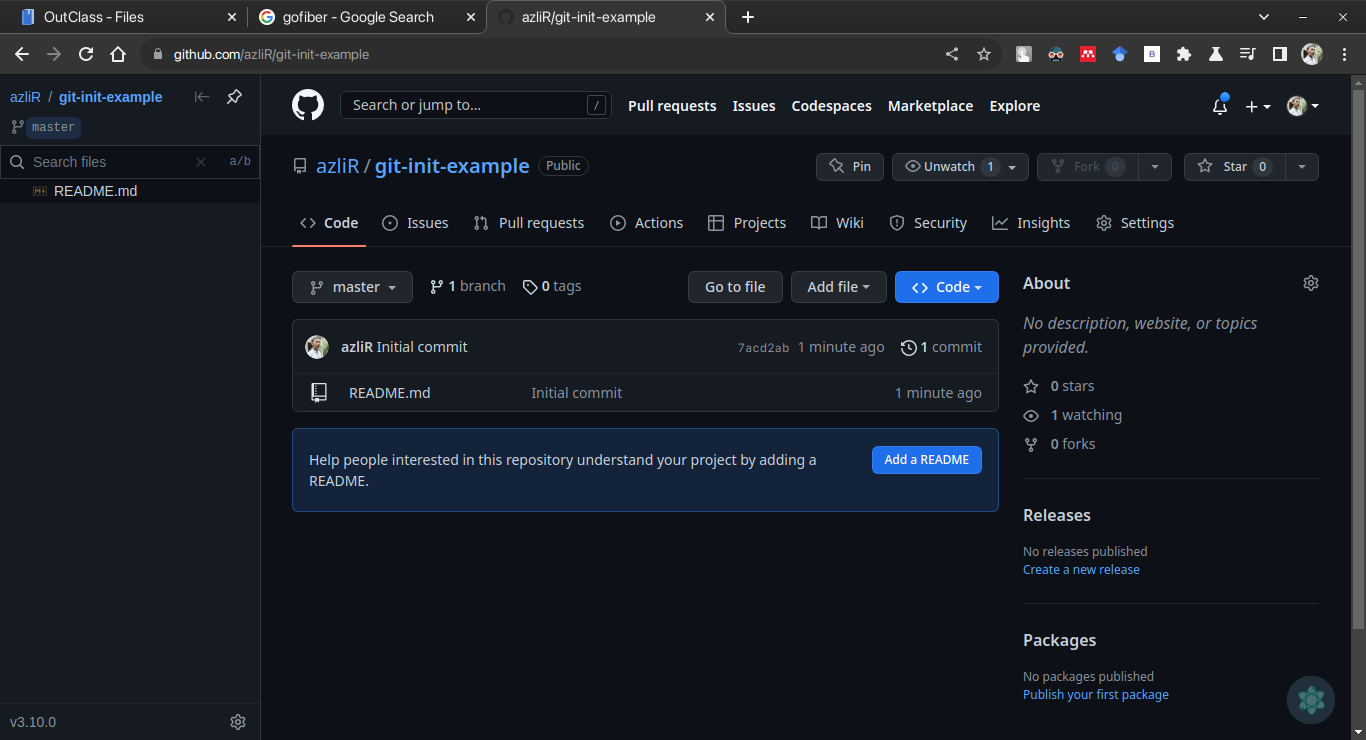 OutClass - Files
gofiber - Google Search
azliR/git-init-example
github.com/azliR/git-init-example
azliR / git-init-example
master
Search files a/b
README.md
v3.10.0
Search or jump to... /
Pull requests Issues Codespaces Marketplace Explore
azliR / git-init-example Public
Pin Unwatch 1 Fork 0 Star 0
Code Issues Pull requests Actions Projects Wiki Security Insights Settings
master 1 branch 0 tags Go to file Add file Code
azliR Initial commit 7acd2ab 1 minute ago 1 commit
README.md Initial commit 1 minute ago
Help people interested in this repository understand your project by adding a
README.
Add a README
About
No description, website, or topics
provided.
0 stars
1 watching
0 forks
Releases
No releases published
Create a new release
Packages
No packages published
Publish your first package